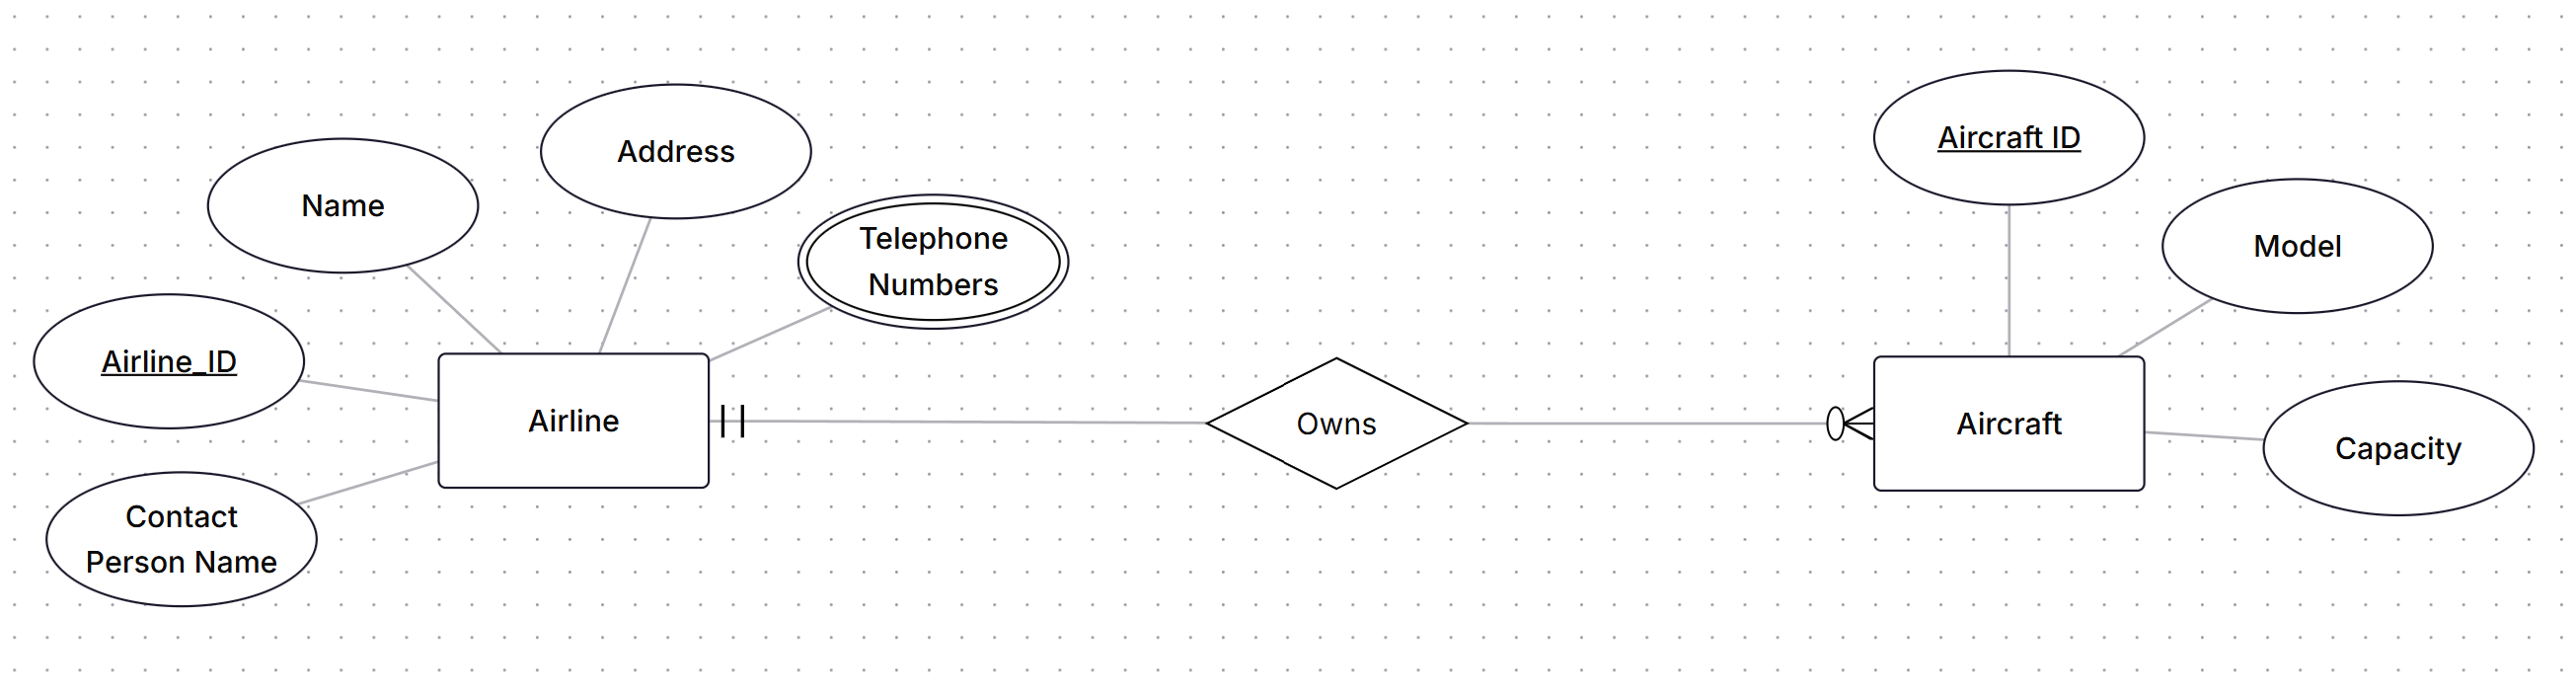 Name
Address
Telephone
Numbers
Airline_ID
Contact
Person Name
Airline
Owns
Aircraft ID
Model
Aircraft
Capacity